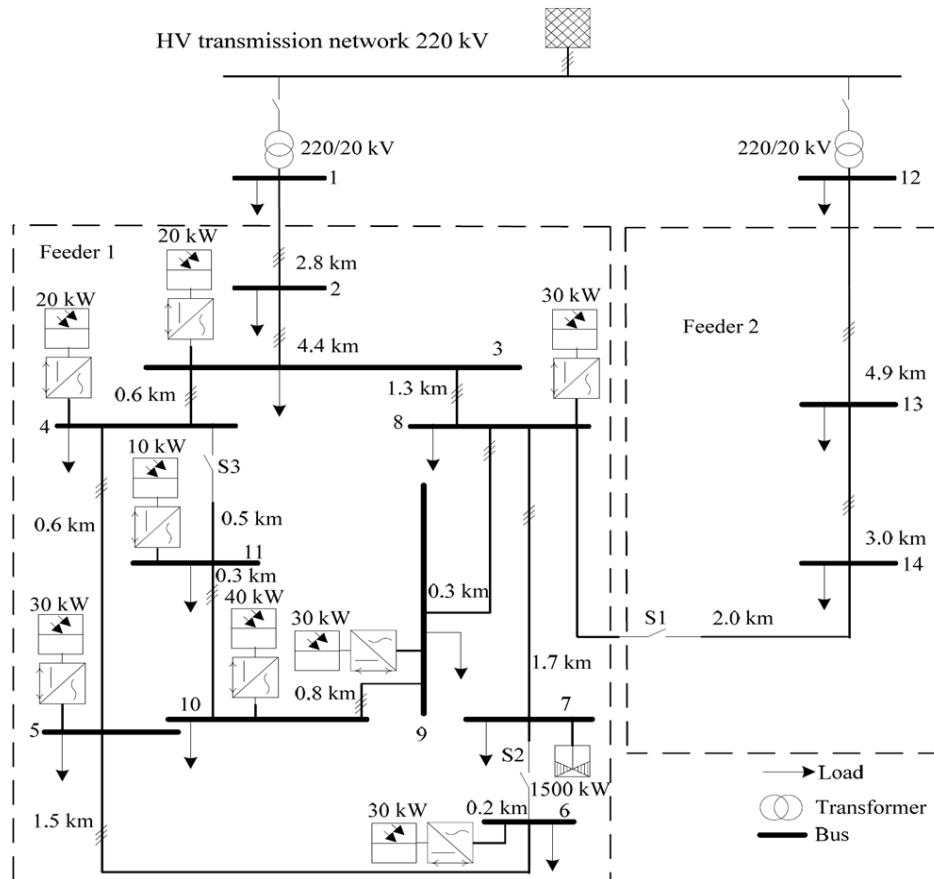 HV transmission network 220 kV
220/20 kV
220/20 kV
1
12
Feeder 1
20 kW
2.8 km
2
20 kW
30 kW
Feeder 2
4.4 km
3
0.6 km
1.3 km
4.9 km
4
8
13
10 kW
S3
0.6 km
0.5 km
3.0 km
11
14
0.3 km
40 kW
0.3 km
30 kW
30 kW
S1
2.0 km
1.7 km
0.8 km
10
7
5
9
S2
1500 kW
Load
30 kW
0.2 km
6
Transformer
1.5 km
Bus